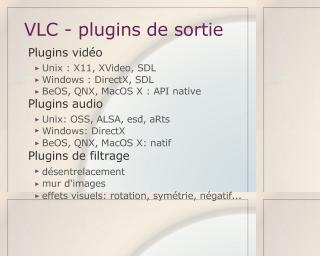 VLC - plugins de sortie
Plugins vidéo
Unix : X11, XVideo, SDL
Windows : DirectX, SDL
BeOS, QNX, MacOS X : API native
Plugins audio
Unix: OSS, ALSA, esd, aRts
Windows: DirectX
BeOS, QNX, MacOS X: natif
Plugins de filtrage
désentrelacement
mur d'images
effets visuels: rotation, symétrie, négatif...